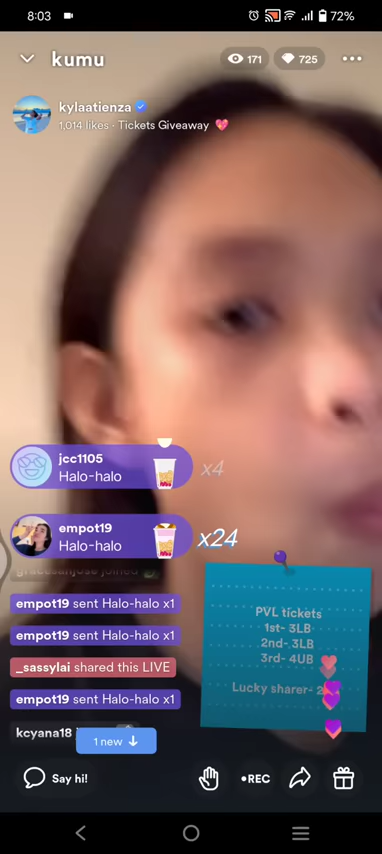 8:03
72%
kumu
171
725
kylaatienza
1,014 likes · Tickets Giveaway
jcc1105
Halo-halo
x4
empot19
Halo-halo
x24
gracesanjose joined
empot19 sent Halo-halo x1
empot19 sent Halo-halo x1
_sassylai shared this LIVE
empot19 sent Halo-halo x1
kcyana18
1 new
PVL tickets
1st- 3LB
2nd- 3LB
3rd- 4UB
Lucky sharer- 2
Say hi!
•REC